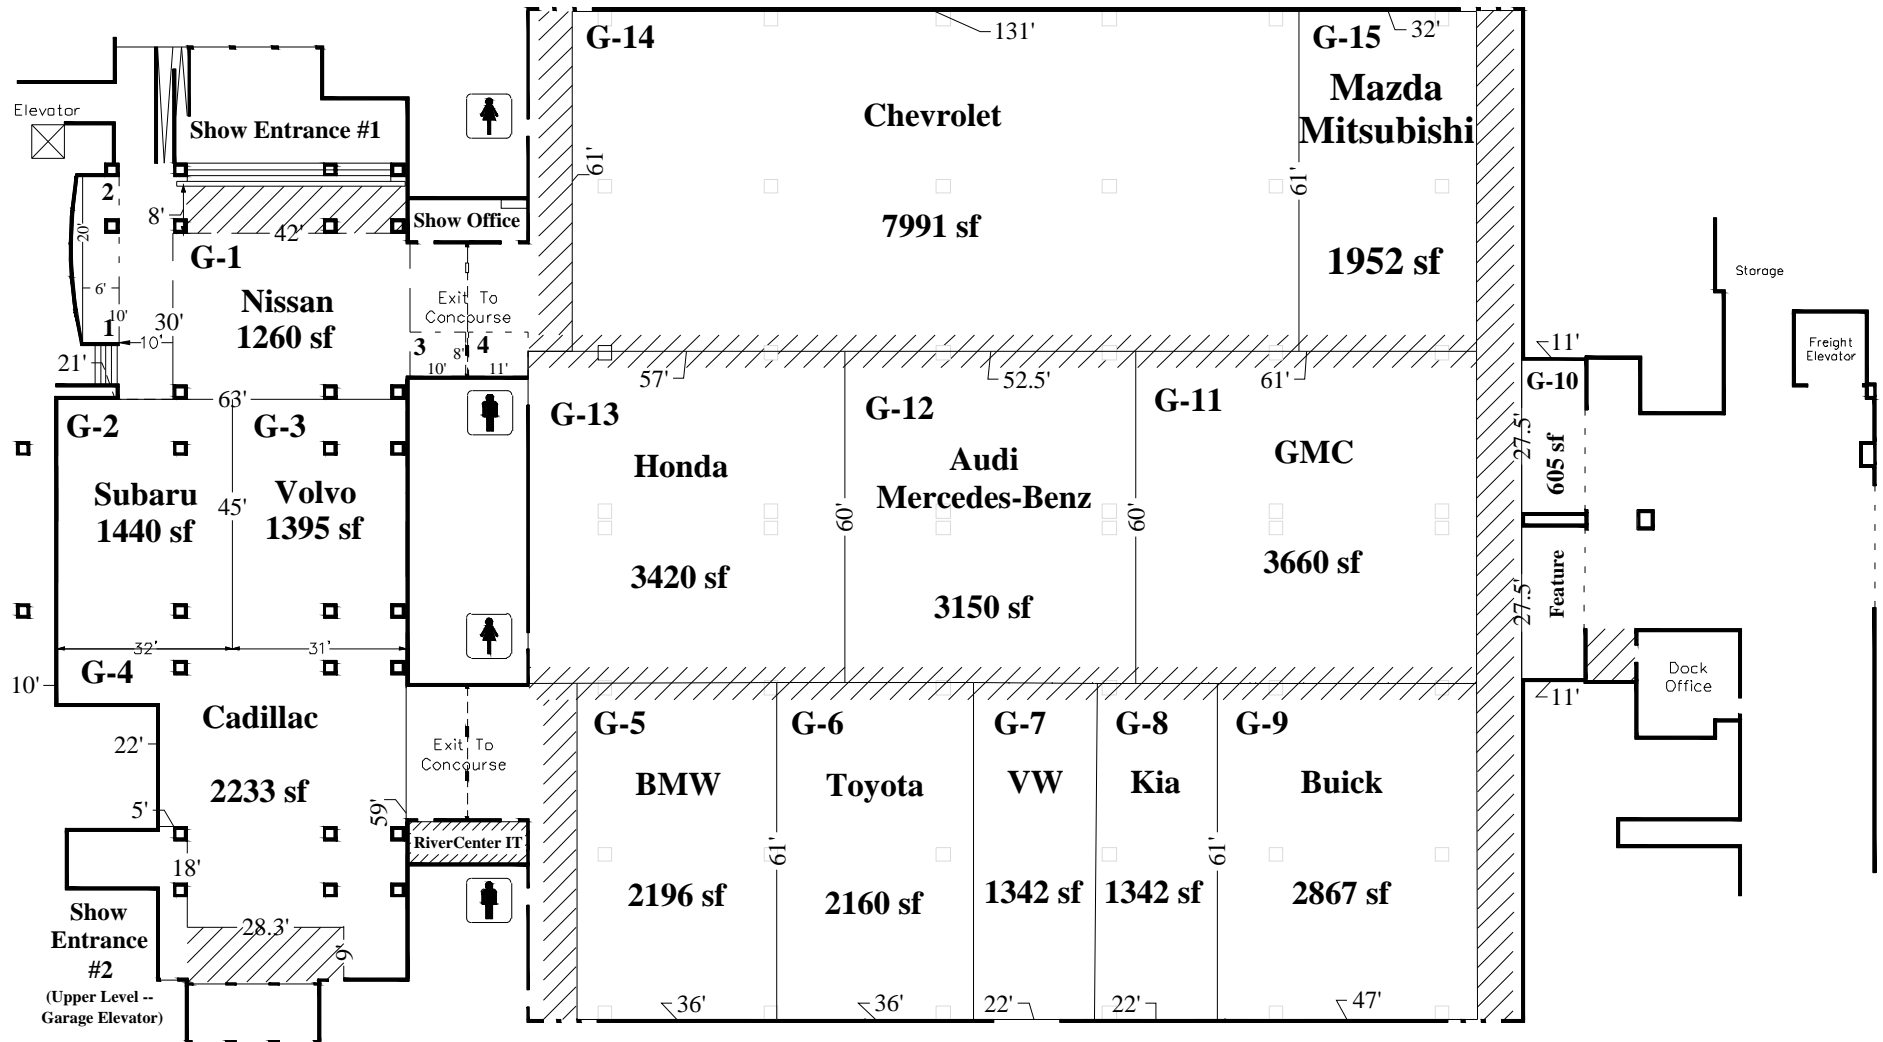 G-14
131'
G-15
32'
Chevrolet
Mazda
Mitsubishi
61'
61'
7991 sf
1952 sf
Elevator
Show Entrance #1
2
8'
20'
42'
Show Office
G-1
Nissan
1260 sf
6'
10'
1
10'
30'
21'
Exit To
Concourse
3
8'
4
10'
11'
63'
G-2
Subaru
1440 sf
45'
G-3
Volvo
1395 sf
32'
31'
57'
G-13
Honda
3420 sf
60'
52.5'
G-12
Audi
Mercedes-Benz
3150 sf
60'
61'
G-11
GMC
3660 sf
11'
G-10
27.5'
605 sf
27.5'
Feature
11'
Storage
Freight
Elevator
Dock
Office
G-4
10'
Cadillac
22'
2233 sf
5'
59'
18'
28.3'
9'
Exit To
Concourse
RiverCenter IT
Show
Entrance
#2
(Upper Level --
Garage Elevator)
G-5
BMW
2196 sf
36'
61'
G-6
Toyota
2160 sf
36'
G-7
VW
1342 sf
22'
G-8
Kia
1342 sf
22'
61'
G-9
Buick
2867 sf
47'